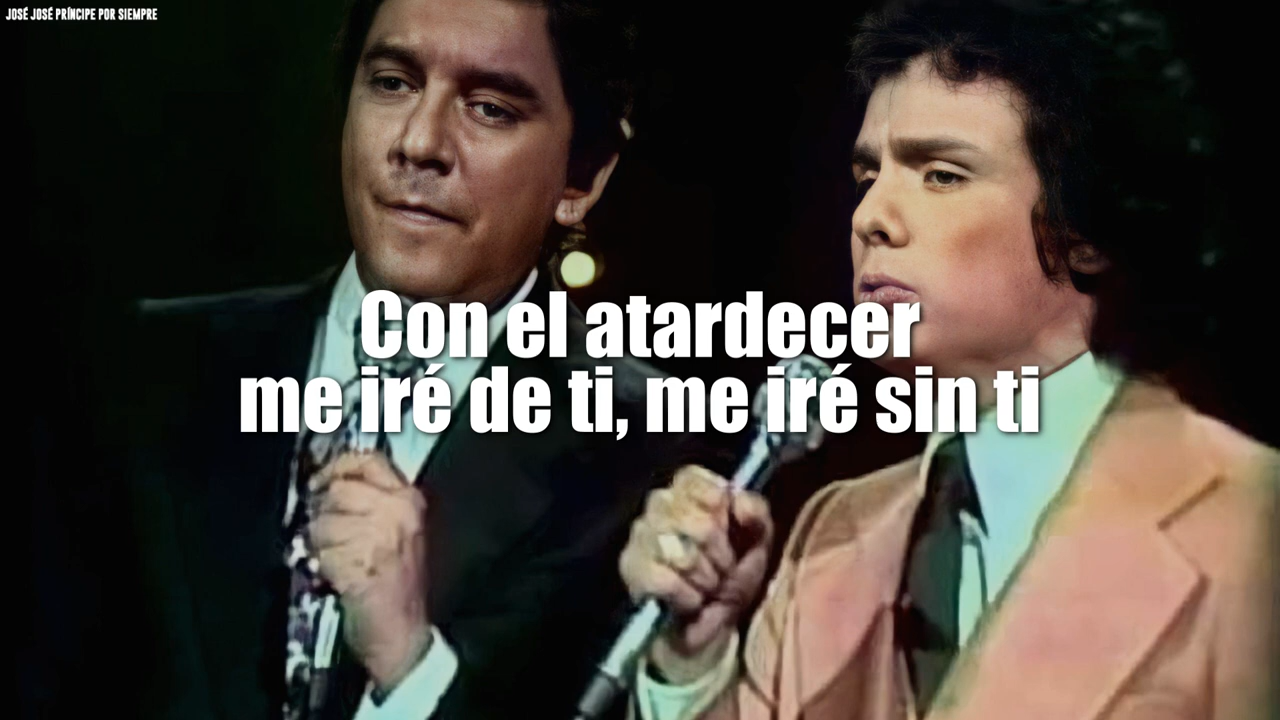 JOSÉ JOSÉ PRÍNCIPE POR SIEMPRE
Con el atardecer
me iré de ti, me iré sin ti